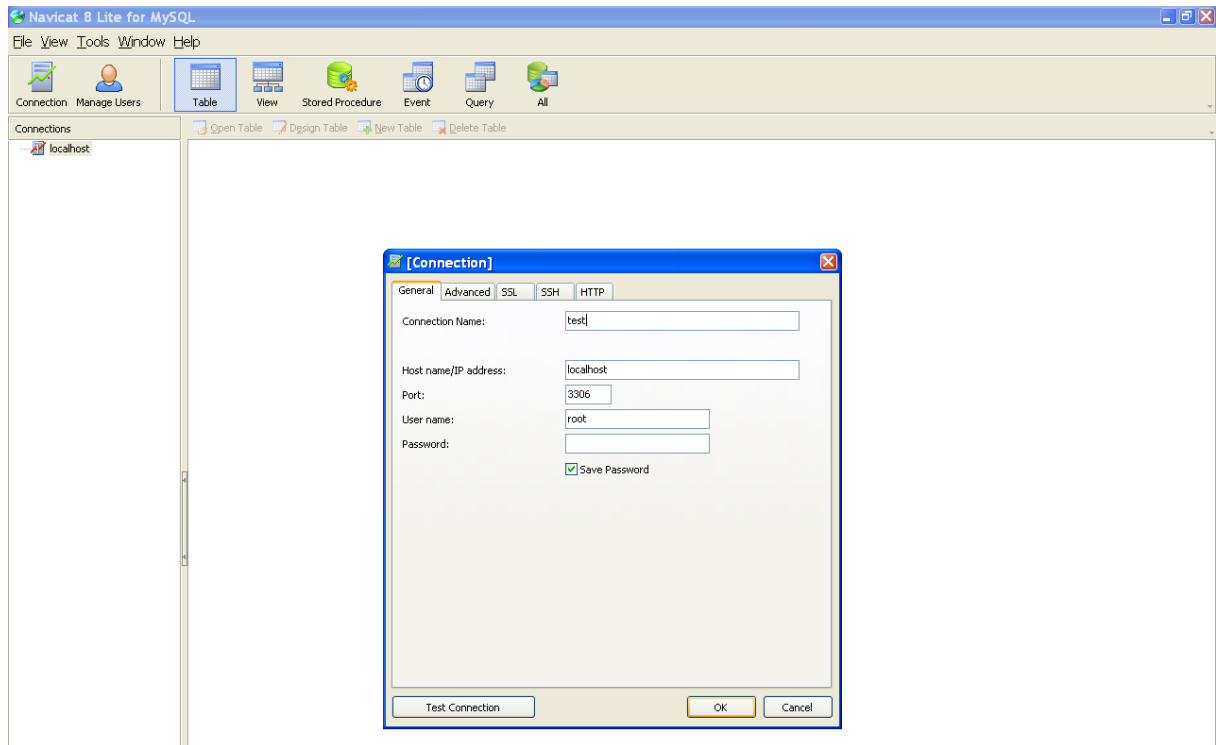 Navicat 8 Lite for MySQL
File View Tools Window Help
Connection Manage Users Table View Stored Procedure Event Query All
Connections Open Table Design Table New Table Delete Table
localhost
[Connection]
General Advanced SSL SSH HTTP
Connection Name: test
Host name/IP address: localhost
Port: 3306
User name: root
Password:
Save Password
Test Connection OK Cancel